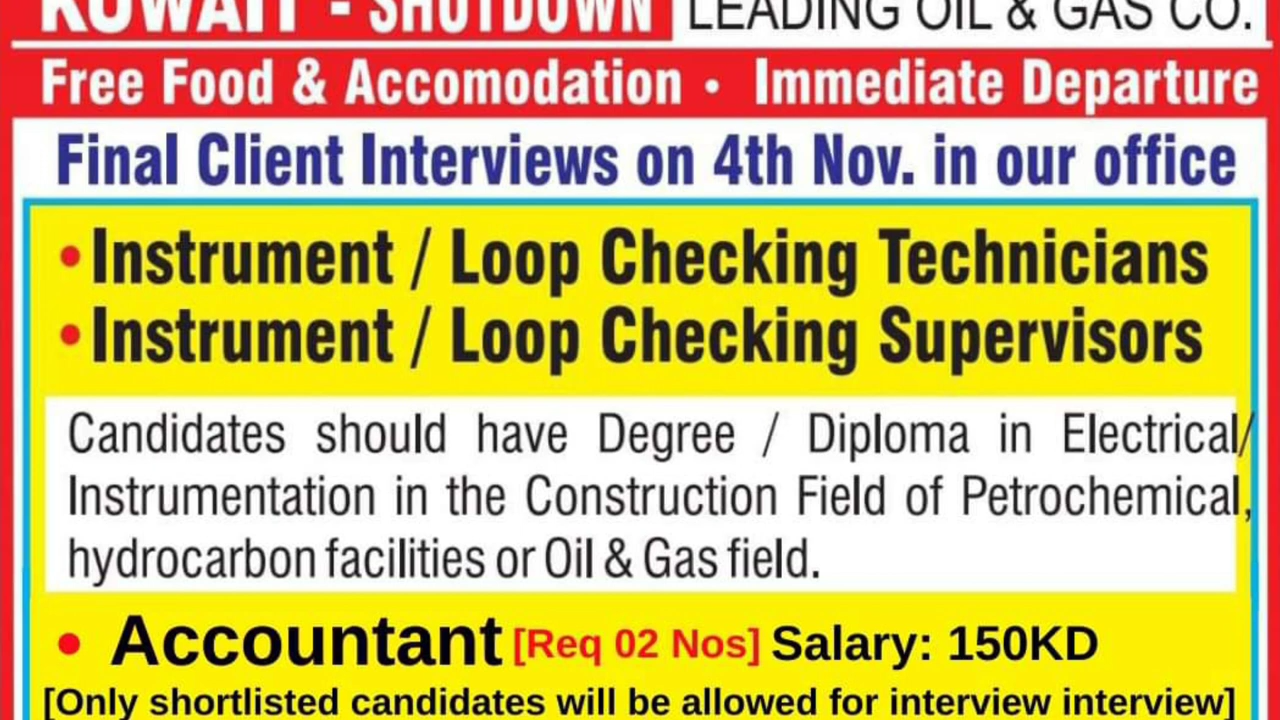 KUWAIT - SHUTDOWN LEADING OIL & GAS CO.
Free Food & Accomodation • Immediate Departure
Final Client Interviews on 4th Nov. in our office
• Instrument / Loop Checking Technicians
• Instrument / Loop Checking Supervisors
Candidates should have Degree / Diploma in Electrical/
Instrumentation in the Construction Field of Petrochemical,
hydrocarbon facilities or Oil & Gas field.
• Accountant [Req 02 Nos] Salary: 150KD
[Only shortlisted candidates will be allowed for interview interview]